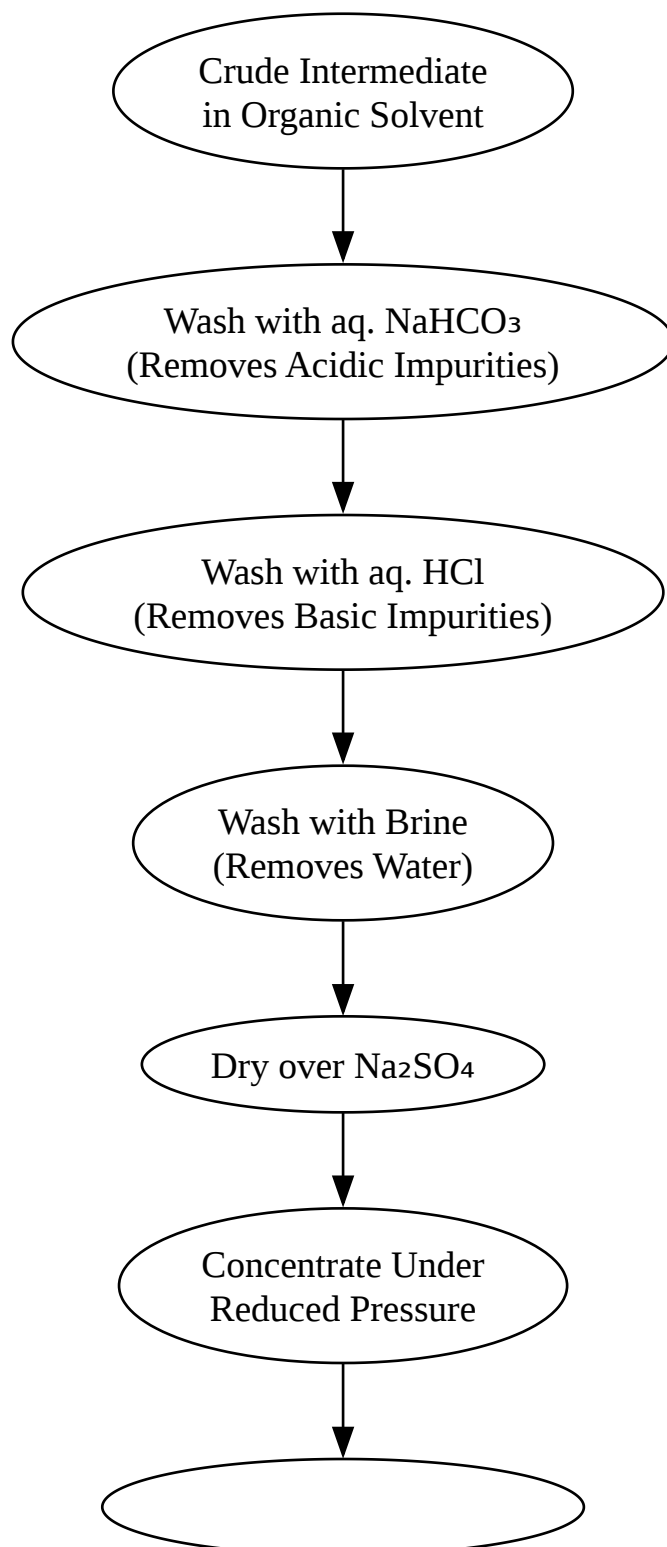 Crude Intermediate
in Organic Solvent
Wash with aq. NaHCO₃
(Removes Acidic Impurities)
Wash with aq. HCl
(Removes Basic Impurities)
Wash with Brine
(Removes Water)
Dry over Na₂SO₄
Concentrate Under
Reduced Pressure